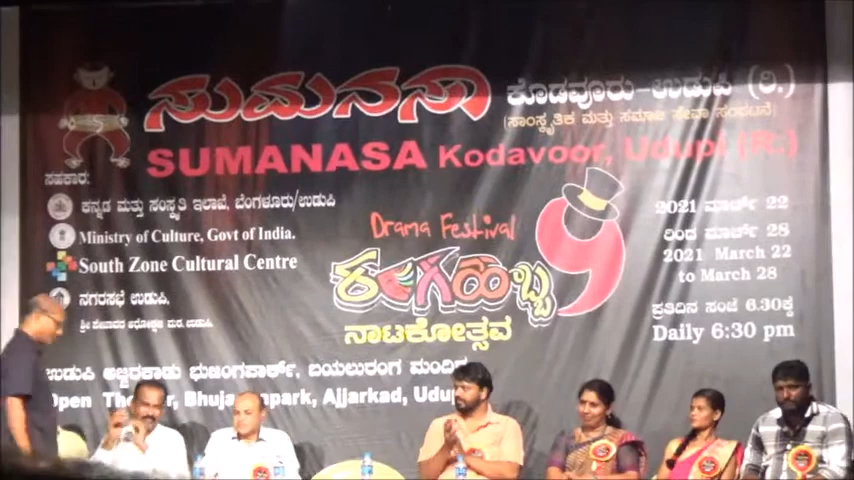 ಸುಮನಸಾ
ಕೊಡವೂರು-ಉಡುಪಿ (ರಿ.)
(ಸಾಂಸ್ಕೃತಿಕ ಮತ್ತು ಸಮಾಜ ಸೇವಾ ಸಂಘಟನೆ)
SUMANASA Kodavoor, Udupi (R.)
ಸಹಕಾರ:
ಕನ್ನಡ ಮತ್ತು ಸಂಸ್ಕೃತಿ ಇಲಾಖೆ, ಬೆಂಗಳೂರು/ಉಡುಪಿ
Ministry of Culture, Govt of India.
South Zone Cultural Centre
ನಗರಸಭೆ ಉಡುಪಿ.
Drama Festival
ರಂಗಹಬ್ಬ 9
ನಾಟಕೋತ್ಸವ
2021 ಮಾರ್ಚ್ 22
ರಿಂದ ಮಾರ್ಚ್ 28
2021 March 22
to March 28
ಪ್ರತಿದಿನ ಸಂಜೆ 6.30ಕ್ಕೆ
Daily 6:30 pm
ಉಡುಪಿ ಅಜ್ಜರಕಾಡು ಭುಜಂಗಪಾರ್ಕ್, ಬಯಲುರಂಗ ಮಂದಿರ
Open Bhuja park, Ajjarkad, Udu